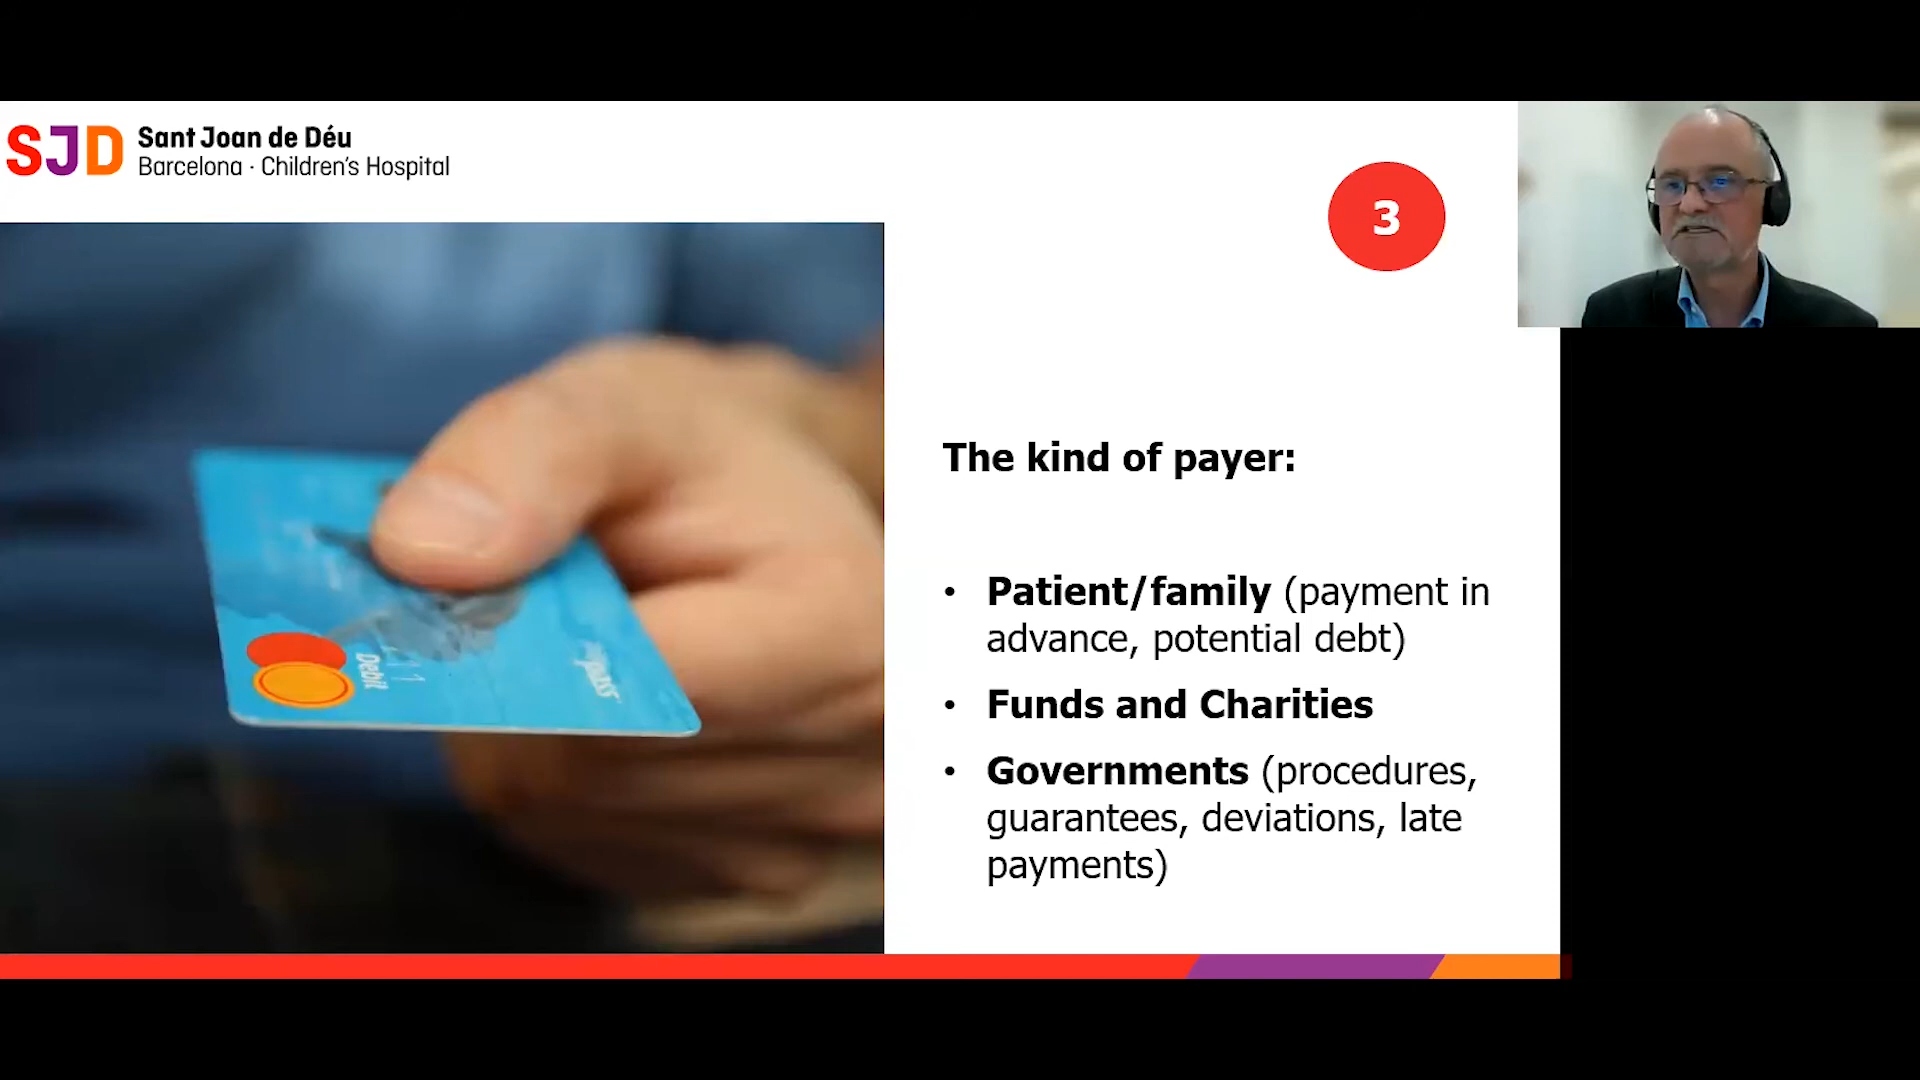 SJD Sant Joan de Déu
Barcelona · Children's Hospital
3
The kind of payer:
• Patient/family (payment in
advance, potential debt)
• Funds and Charities
• Governments (procedures,
guarantees, deviations, late
payments)
Debit